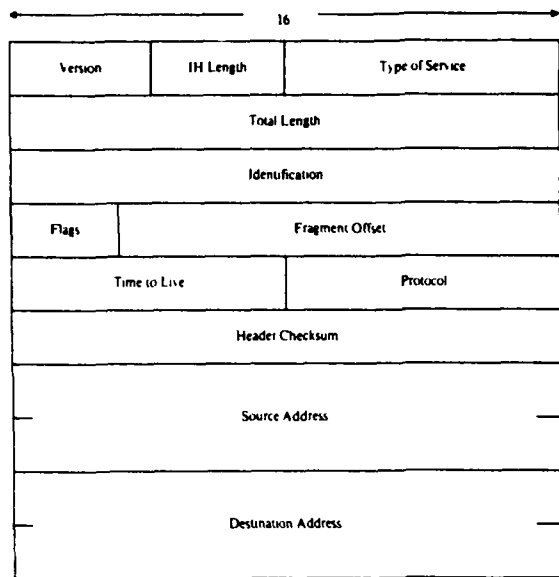 16
Version IH Length Type of Service
Total Length
Identification
Flags Fragment Offset
Time to Live Protocol
Header Checksum
Source Address
Destination Address